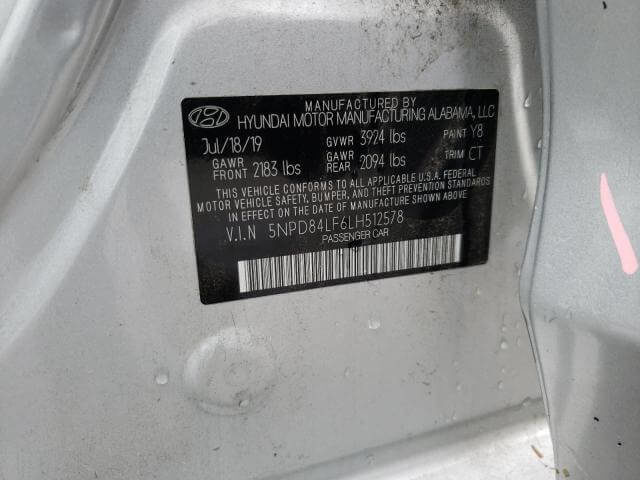 MANUFACTURED BY
HYUNDAI MOTOR MANUFACTURING ALABAMA, LLC
Jul/18/19 GVWR 3924 lbs PAINT Y8
GAWR FRONT 2183 lbs GAWR REAR 2094 lbs TRIM CT
THIS VEHICLE CONFORMS TO ALL APPLICABLE U.S.A. FEDERAL
MOTOR VEHICLE SAFETY, BUMPER, AND THEFT PREVENTION
STANDARDS IN EFFECT ON THE DATE OF MANUFACTURE SHOWN ABOVE.
V.I.N 5NPD84LF6LH512578
PASSENGER CAR